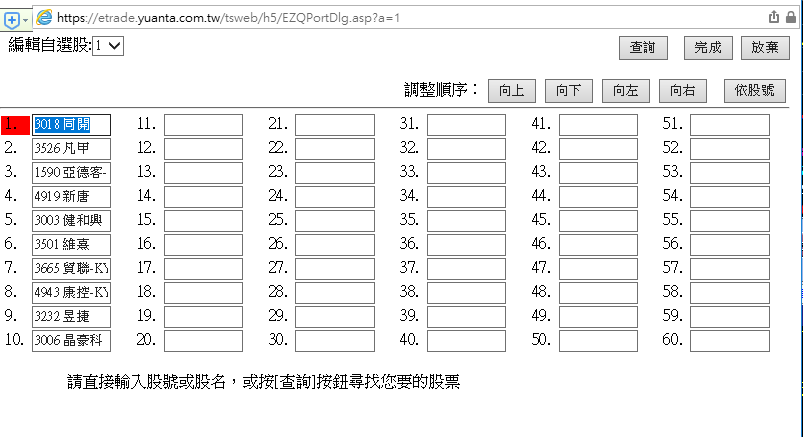 https://etrade.yuanta.com.tw/tsweb/h5/EZQPortDlg.asp?a=1
編輯自選股: 1 查詢 完成 放棄
調整順序： 向上 向下 向左 向右 依股號
1. 3018 同開 11. 21. 31. 41. 51.
2. 3526 凡甲 12. 22. 32. 42. 52.
3. 1590 亞德客- 13. 23. 33. 43. 53.
4. 4919 新唐 14. 24. 34. 44. 54.
5. 3003 健和興 15. 25. 35. 45. 55.
6. 3501 維熹 16. 26. 36. 46. 56.
7. 3665 貿聯-KY 17. 27. 37. 47. 57.
8. 4943 康控-KY 18. 28. 38. 48. 58.
9. 3232 昱捷 19. 29. 39. 49. 59.
10. 3006 晶豪科 20. 30. 40. 50. 60.
請直接輸入股號或股名，或按[查詢]按鈕尋找您要的股票